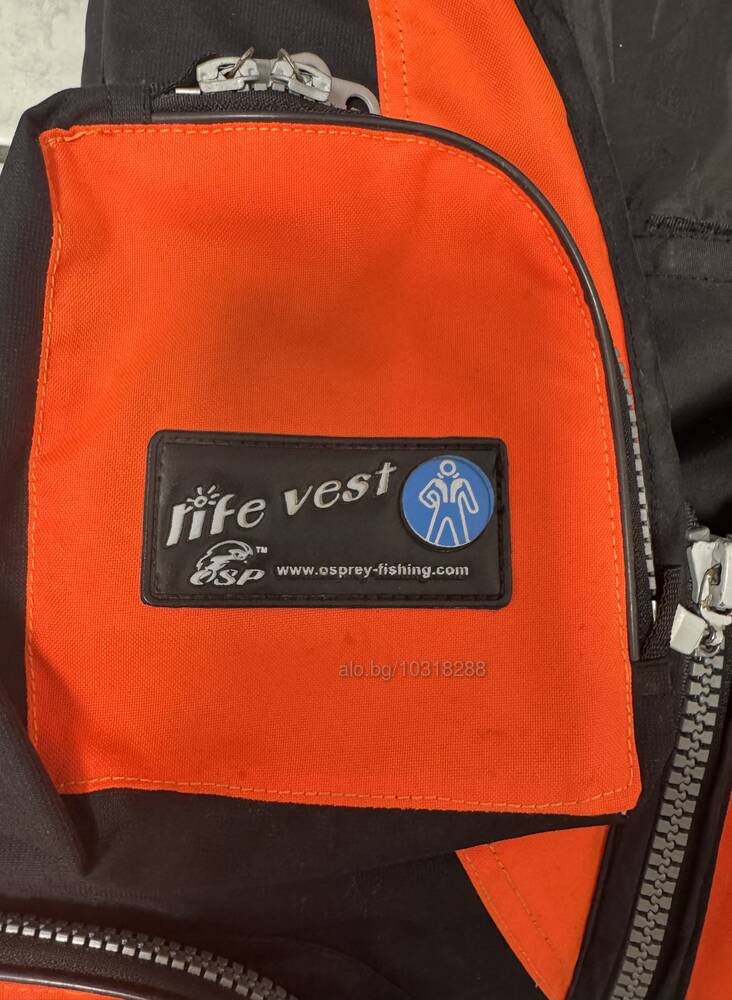 life vest
OSP™ www.osprey-fishing.com
alo.bg/10318288